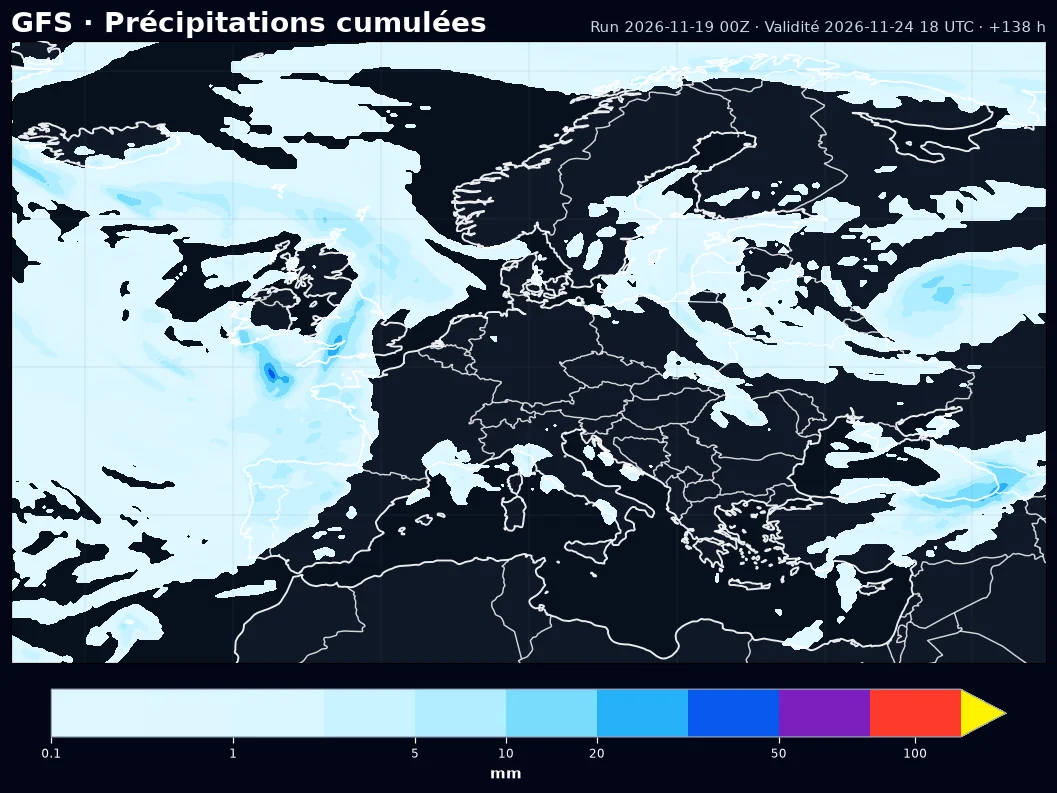 GFS · Précipitations cumulées
Run 2026-11-19 00Z · Validité 2026-11-24 18 UTC · +138 h
0.1 1 5 10 20 50 100
mm